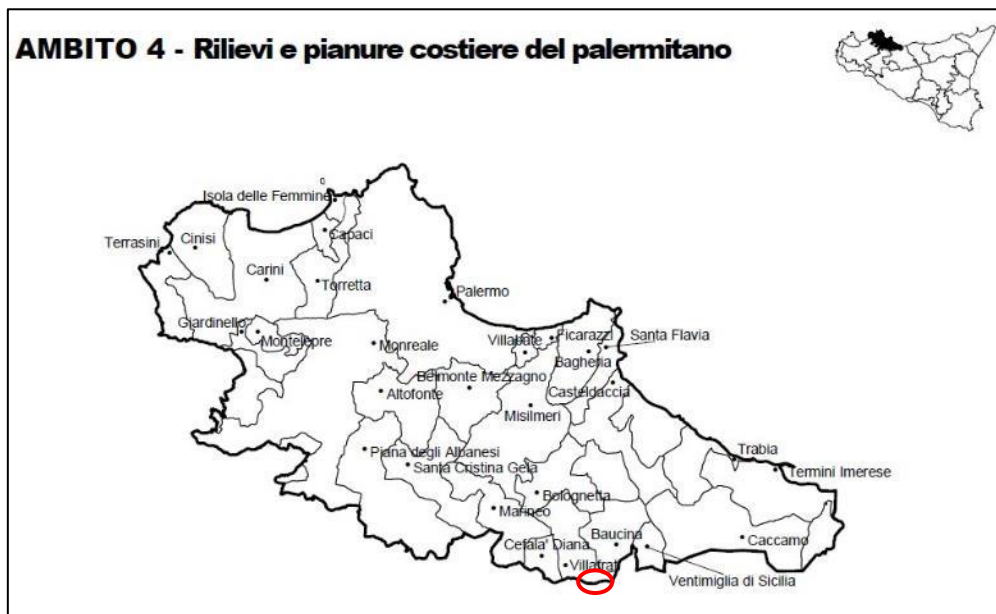 AMBITO 4 - Rilievi e pianure costiere del palermitano
Isola delle Femmine
Capaci
Terrasini
Cinisi
Carini
Torretta
Palermo
Giardinello
Montelepre
Monreale
Villabate
Ficarazzi
Santa Flavia
Bagheria
Belmonte Mezzagno
Altofonte
Casteldaccia
Misilmeri
Piana degli Albanesi
Santa Cristina Gela
Trabia
Termini Imerese
Bolognetta
Marineo
Baucina
Caccamo
Cefala' Diana
Villafrati
Ventimiglia di Sicilia